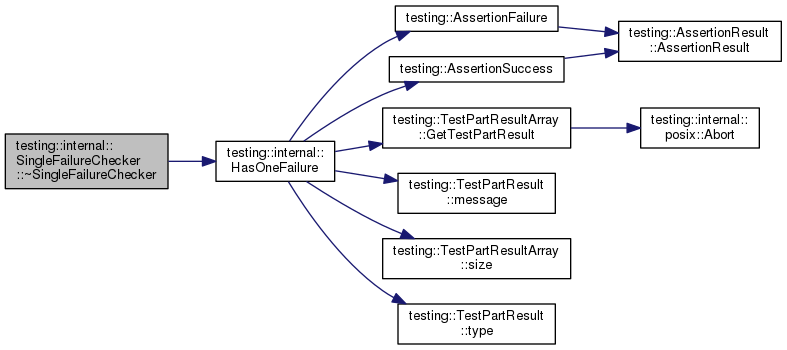 testing::internal::
SingleFailureChecker
::~SingleFailureChecker
testing::internal::
HasOneFailure
testing::AssertionFailure
testing::AssertionSuccess
testing::TestPartResultArray
::GetTestPartResult
testing::TestPartResult
::message
testing::TestPartResultArray
::size
testing::TestPartResult
::type
testing::AssertionResult
::AssertionResult
testing::internal::
posix::Abort